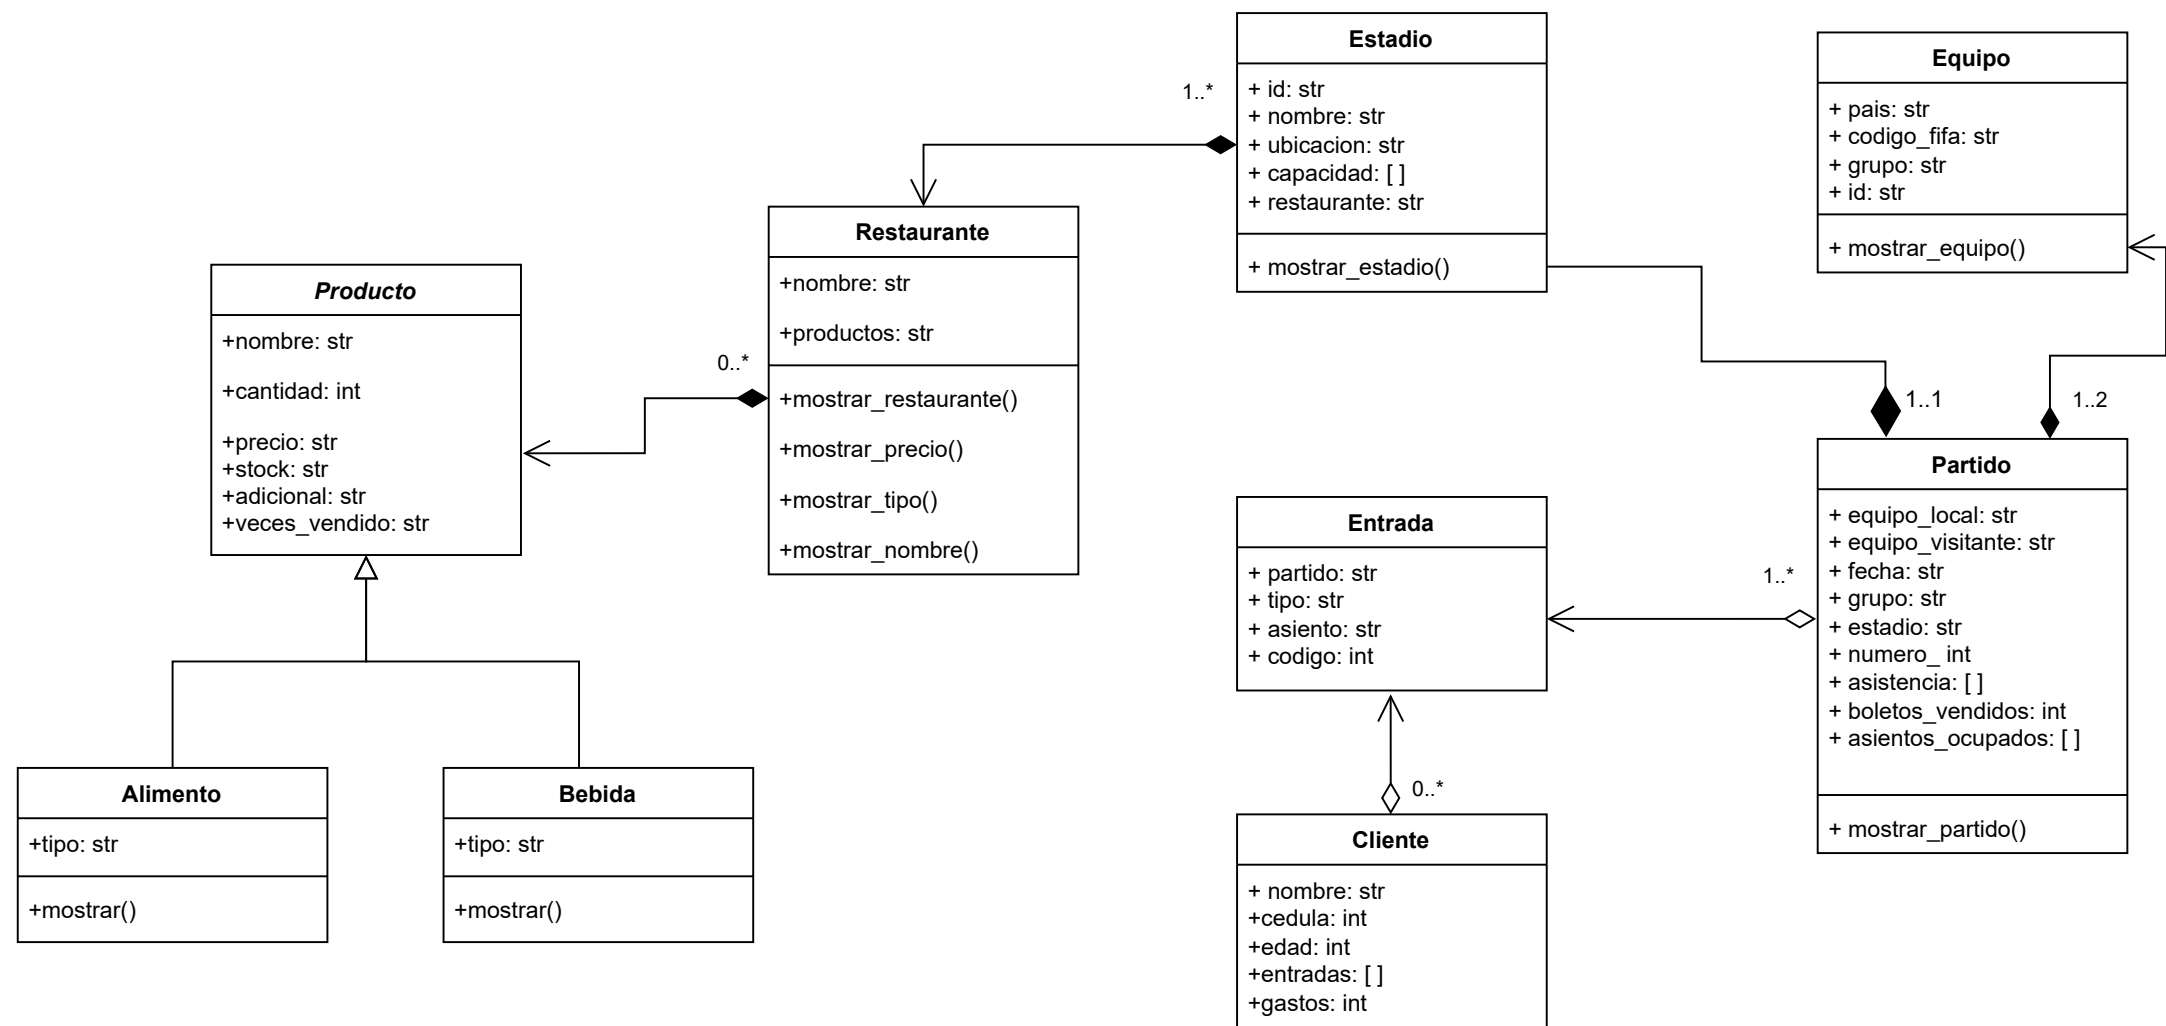 Estadio
+ id: str
+ nombre: str
+ ubicacion: str
+ capacidad: [ ]
+ restaurante: str
+ mostrar_estadio()
Equipo
+ pais: str
+ codigo_fifa: str
+ grupo: str
+ id: str
+ mostrar_equipo()
1..*
Restaurante
+nombre: str
+productos: str
+mostrar_restaurante()
+mostrar_precio()
+mostrar_tipo()
+mostrar_nombre()
Producto
+nombre: str
+cantidad: int
+precio: str
+stock: str
+adicional: str
+veces_vendido: str
0..*
1..1
1..2
Partido
+ equipo_local: str
+ equipo_visitante: str
+ fecha: str
+ grupo: str
+ estadio: str
+ numero_ int
+ asistencia: [ ]
+ boletos_vendidos: int
+ asientos_ocupados: [ ]
+ mostrar_partido()
Entrada
+ partido: str
+ tipo: str
+ asiento: str
+ codigo: int
1..*
0..*
Alimento
+tipo: str
+mostrar()
Bebida
+tipo: str
+mostrar()
Cliente
+ nombre: str
+cedula: int
+edad: int
+entradas: [ ]
+gastos: int